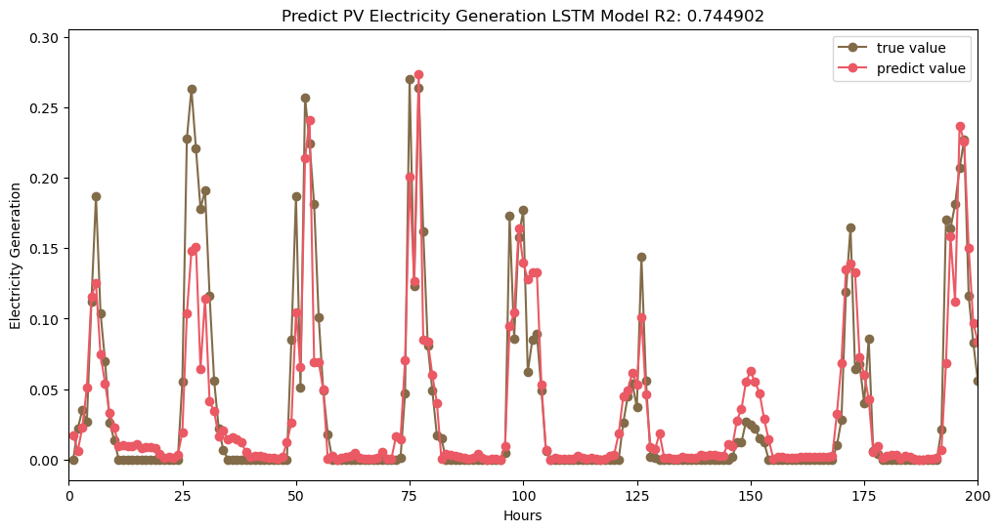 Predict PV Electricity Generation LSTM Model R2: 0.744902
true value
predict value
Electricity Generation
0.30
0.25
0.20
0.15
0.10
0.05
0.00
0 25 50 75 100 125 150 175 200
Hours